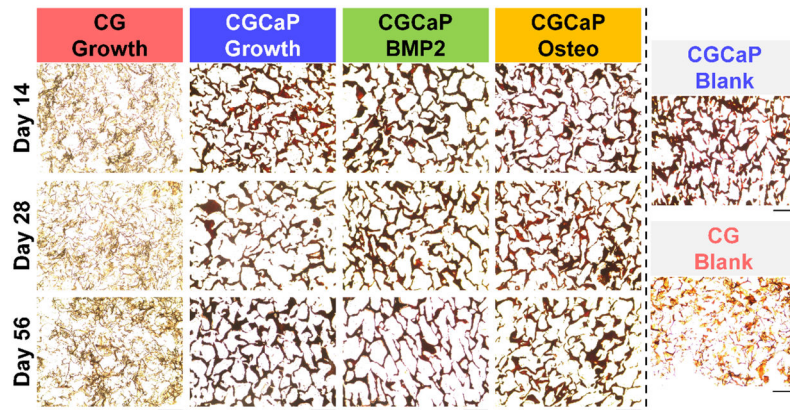 CG
Growth
CGCaP
Growth
CGCaP
BMP2
CGCaP
Osteo
Day 14
Day 28
Day 56
CGCaP
Blank
CG
Blank